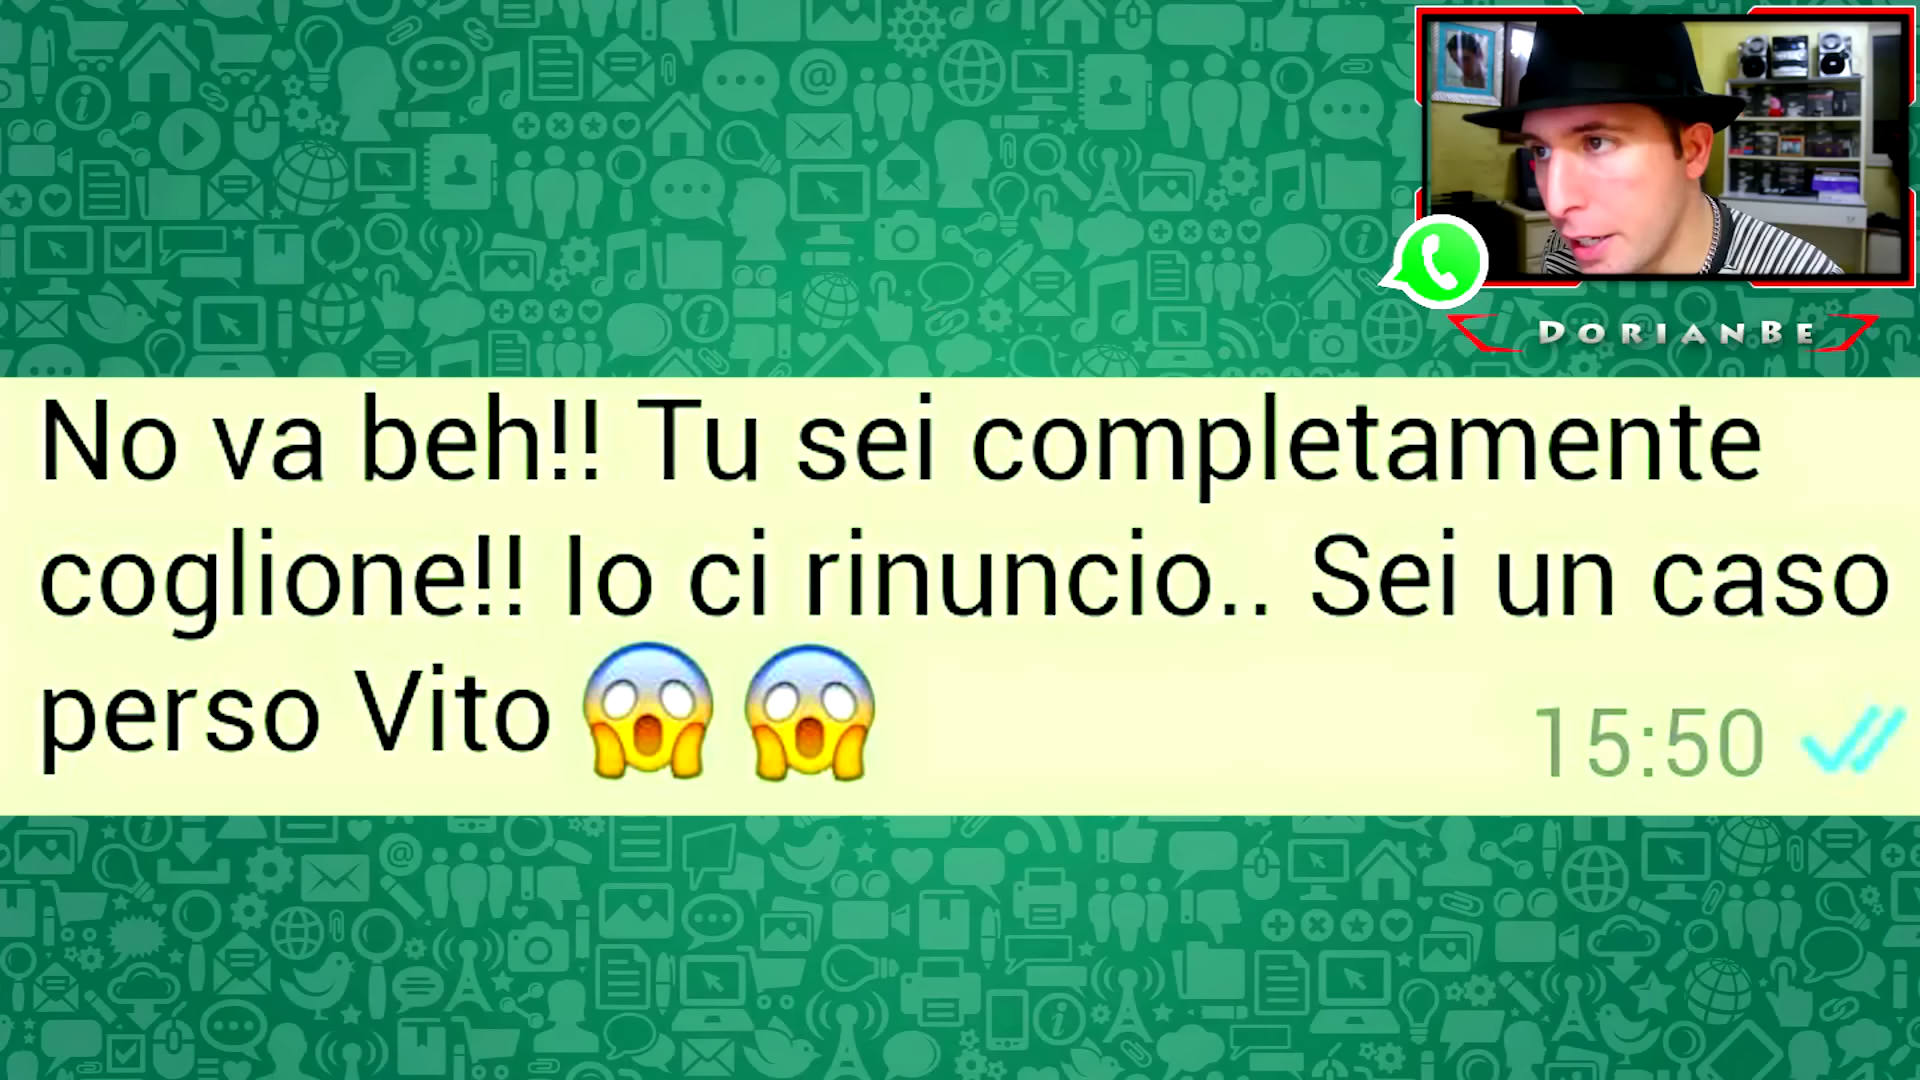 DORIANBE
No va beh!! Tu sei completamente
coglione!! Io ci rinuncio.. Sei un caso
perso Vito 😱 😱
15:50